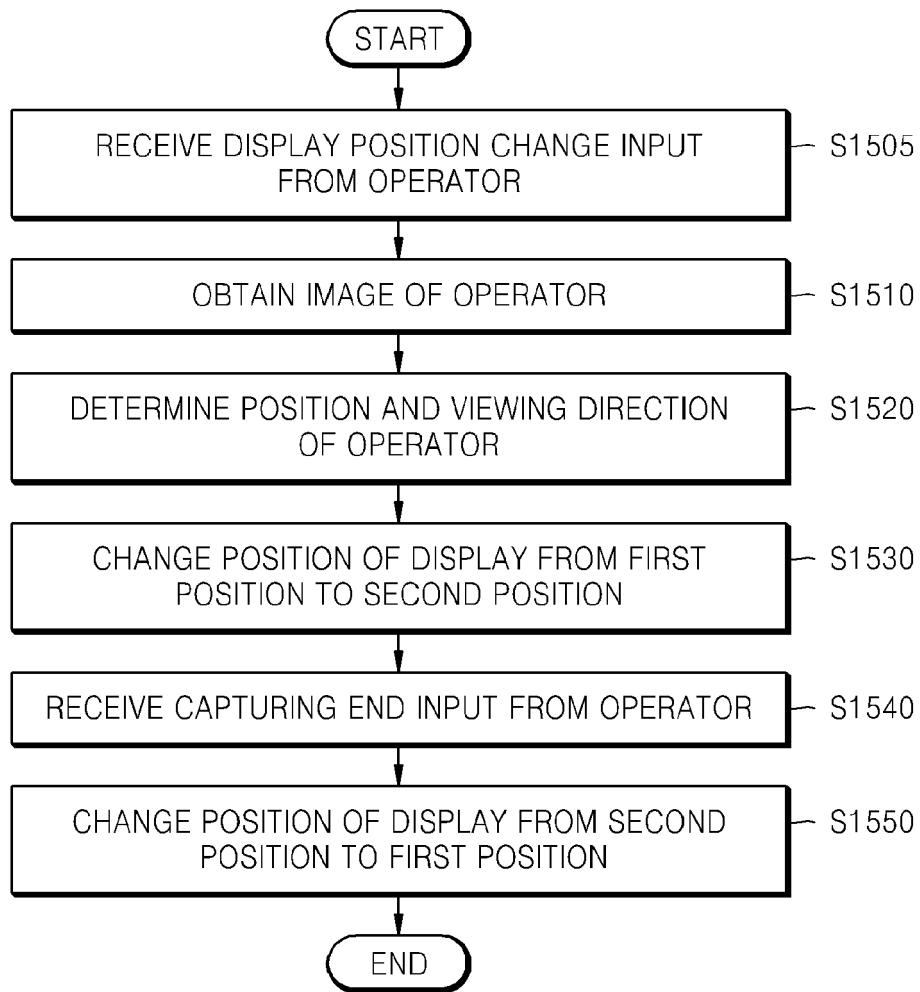 START
RECEIVE DISPLAY POSITION CHANGE INPUT
FROM OPERATOR
S1505
OBTAIN IMAGE OF OPERATOR
S1510
DETERMINE POSITION AND VIEWING DIRECTION
OF OPERATOR
S1520
CHANGE POSITION OF DISPLAY FROM FIRST
POSITION TO SECOND POSITION
S1530
RECEIVE CAPTURING END INPUT FROM OPERATOR
S1540
CHANGE POSITION OF DISPLAY FROM SECOND
POSITION TO FIRST POSITION
S1550
END